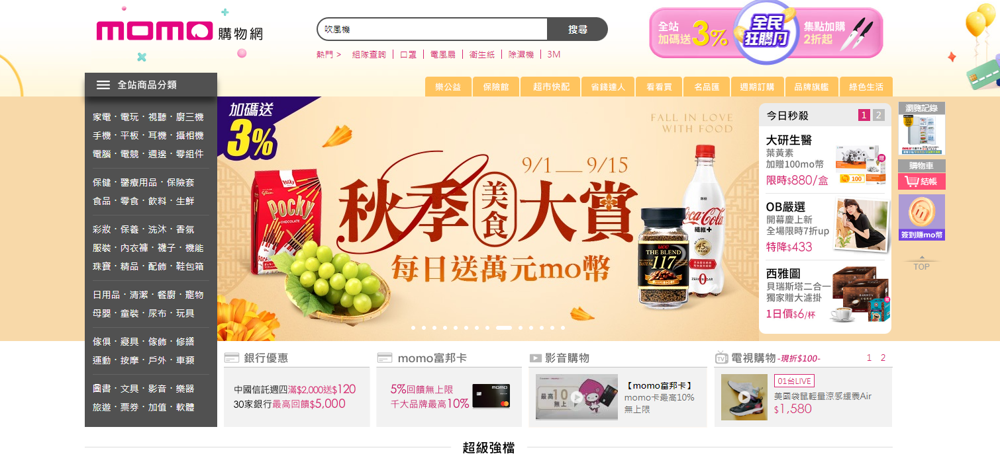 momo購物網
吹風機
搜尋
熱門 > 組隊查詢 口罩 電風扇 衛生紙 除濕機 3M
全站
加碼送3%
全民
狂購閃
集點加購
2折起
全站商品分類
樂公益 保險館 超市快配 省錢達人 看看買 名品匯 週期訂購 品牌旗艦 綠色生活
家電・電玩・視聽・廚三機
手機・平板・耳機・攝相機
電腦・電競・週邊・零組件
保健・醫療用品・保險套
食品・零食・飲料・生鮮
彩妝・保養・洗沐・香氛
服裝・內衣褲・襪子・機能
珠寶・精品・配飾・鞋包箱
日用品・清潔・餐廚・寵物
母嬰・童裝・尿布・玩具
傢俱・寢具・傢飾・修繕
運動・按摩・戶外・車類
圖書・文具・影音・樂器
旅遊・票券・加值・軟體
加碼送
3%
FALL IN LOVE
WITH FOOD
9/1 — 9/15
秋季美食大賞
每日送萬元mo幣
Pocky
CHOCOLATE
Glico
UCC
THE BLEND
117
Coca-Cola
纖維+
ZERO SUGAR
今日秒殺 1 2
大研生醫
葉黃素
加贈100mo幣
限時$880/盒
贈
100
OB嚴選
開幕慶上新
全場限時7折up
特降$433
西雅圖
貝瑞斯塔二合一
獨家贈大濾掛
1日價$6/杯
BARISTA
瀏覽記錄
購物車
結帳
簽到賺mo幣
TOP
銀行優惠
中國信託週四滿$2,000送$120
30家銀行最高回饋$5,000
momo富邦卡
5%回饋無上限
千大品牌最高10%
momo
影音購物
最高10
無上
【momo富邦卡】
momo卡最高10%
無上限
電視購物 -現折$100- 1 2
01台LIVE
美國袋鼠輕量涼感緩震Air
$1,580
超級強檔